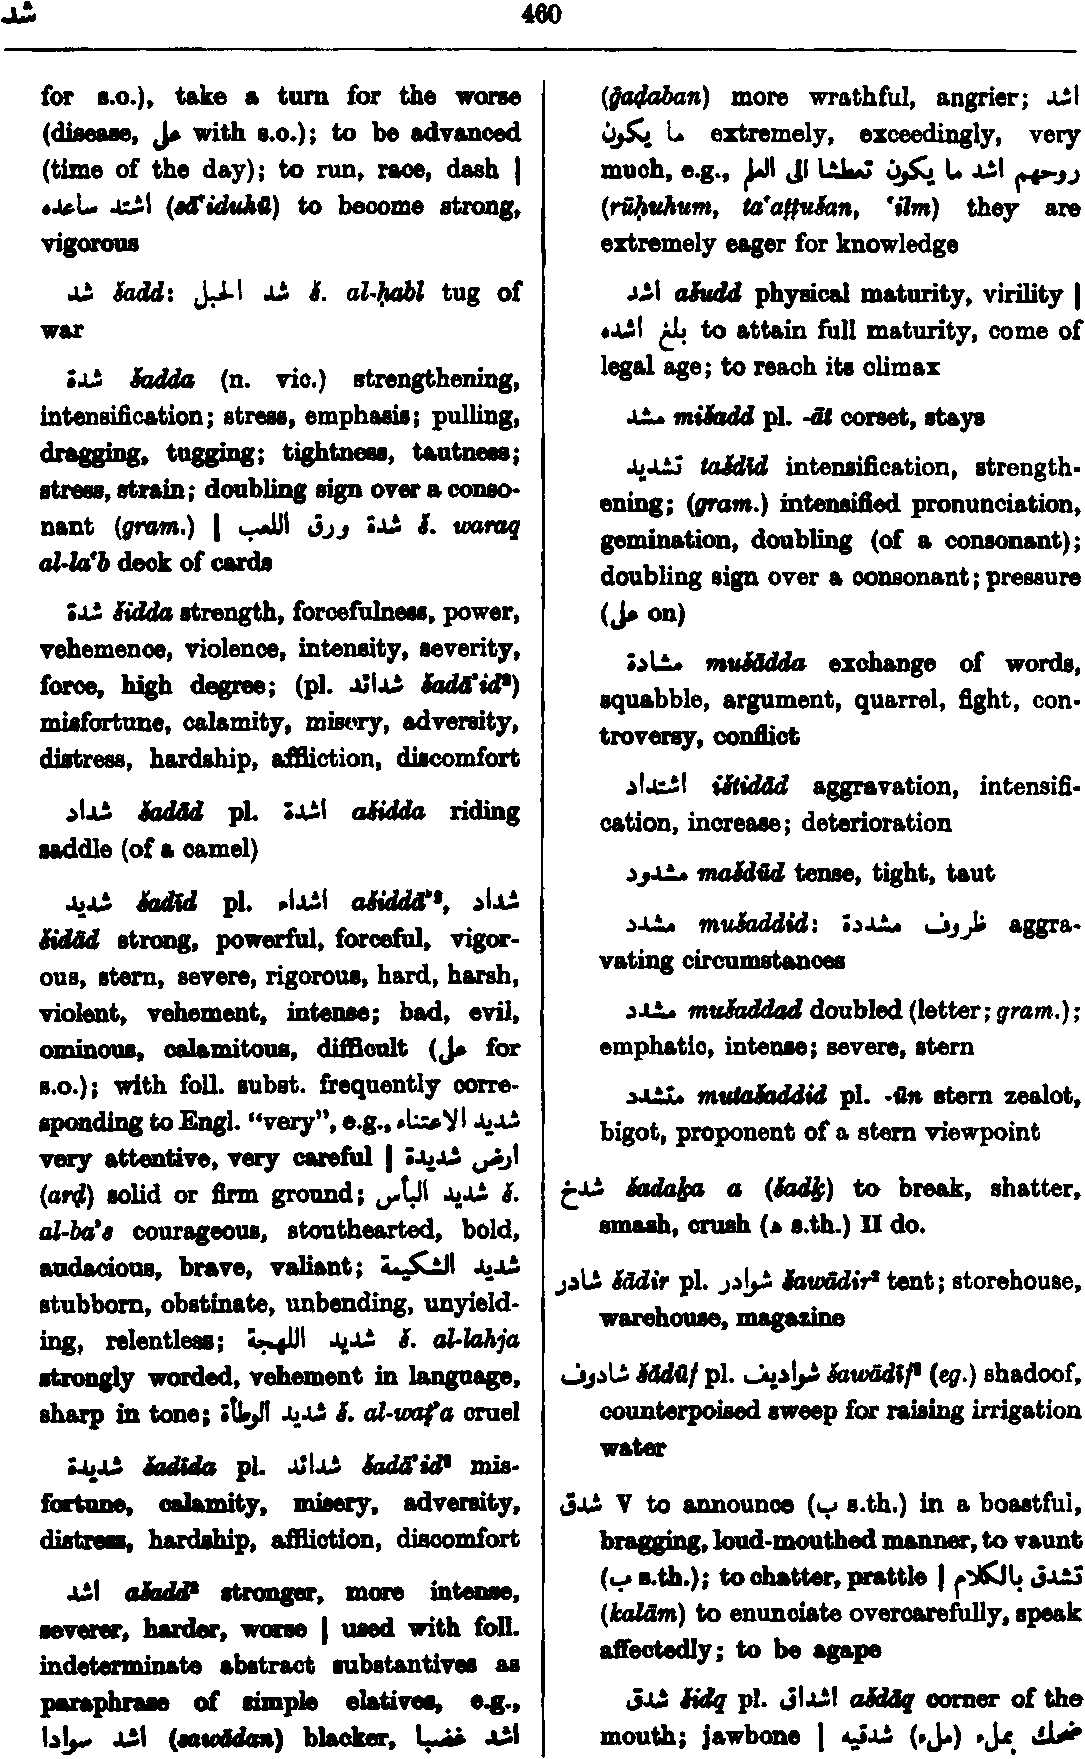 شد
460
for s.o.), take a turn for the worse
(disease, على with s.o.); to be advanced
(time of the day); to run, race, dash |
اشتد ساعده (sā‘iduhū) to become strong,
vigorous
شد šadd: شد الحبل š. al-ḥabl tug of
war
شدة šadda (n. vic.) strengthening,
intensification; stress, emphasis; pulling,
dragging, tugging; tightness, tautness;
stress, strain; doubling sign over a conso-
nant (gram.) | شدة ورق اللعب š. waraq
al-la‘b deck of cards
شدة šidda strength, forcefulness, power,
vehemence, violence, intensity, severity,
force, high degree; (pl. شدائد šadā’id²)
misfortune, calamity, misery, adversity,
distress, hardship, affliction, discomfort
شداد šadād pl. اشدة ašidda riding
saddle (of a camel)
شديد šadīd pl. اشداء ašiddā’², شداد
šidād strong, powerful, forceful, vigor-
ous, stern, severe, rigorous, hard, harsh,
violent, vehement, intense; bad, evil,
ominous, calamitous, difficult (على for
s.o.); with foll. subst. frequently corre-
sponding to Engl. “very”, e.g., شديد الاعتناء
very attentive, very careful | ارض شديدة
(arḍ) solid or firm ground; شديد البأس š.
al-ba’s courageous, stouthearted, bold,
audacious, brave, valiant; شديد الشكيمة
stubborn, obstinate, unbending, unyield-
ing, relentless; شديد اللهجة š. al-lahja
strongly worded, vehement in language,
sharp in tone; شديد الوطأة š. al-waṭ’a cruel
شديدة šadīda pl. شدائد šadā’id² mis-
fortune, calamity, misery, adversity,
distress, hardship, affliction, discomfort
اشد ašadd² stronger, more intense,
severer, harder, worse | used with foll.
indeterminate abstract substantives as
paraphrase of simple elatives, e.g.,
اشد سوادا (sawādan) blacker, اشد غضبا
(ḡaḍaban) more wrathful, angrier; اشد
ما يكون extremely, exceedingly, very
much, e.g., روحهم اشد ما يكون تعطشا الى العلم
(rūḥuhum, ta‘aṭṭušan, ‘ilm) they are
extremely eager for knowledge
اشد ašudd physical maturity, virility |
بلغ اشده to attain full maturity, come of
legal age; to reach its climax
مشد mišadd pl. -āt corset, stays
تشديد tašdīd intensification, strength-
ening; (gram.) intensified pronunciation,
gemination, doubling (of a consonant);
doubling sign over a consonant; pressure
(على on)
مشادة mušādda exchange of words,
squabble, argument, quarrel, fight, con-
troversy, conflict
اشتداد ištidād aggravation, intensifi-
cation, increase; deterioration
مشدود mašdūd tense, tight, taut
مشدد mušaddid: ظروف مشددة aggra-
vating circumstances
مشدد mušaddad doubled (letter; gram.);
emphatic, intense; severe, stern
متشدد mutašaddid pl. -ūn stern zealot,
bigot, proponent of a stern viewpoint
شدخ šadaḵa a (šadḵ) to break, shatter,
smash, crush (ه s.th.) II do.
شادر šādir pl. شوادر šawādir² tent; storehouse,
warehouse, magazine
شادوف šādūf pl. شواديف šawādīf² (eg.) shadoof,
counterpoised sweep for raising irrigation
water
شدق V to announce (ب s.th.) in a boastful,
bragging, loud-mouthed manner, to vaunt
(ب s.th.); to chatter, prattle | تشدق بالكلام
(kalām) to enunciate overcarefully, speak
affectedly; to be agape
شدق šidq pl. اشداق ašdāq corner of the
mouth; jawbone | ضحك بملء (ملء) شدقيه